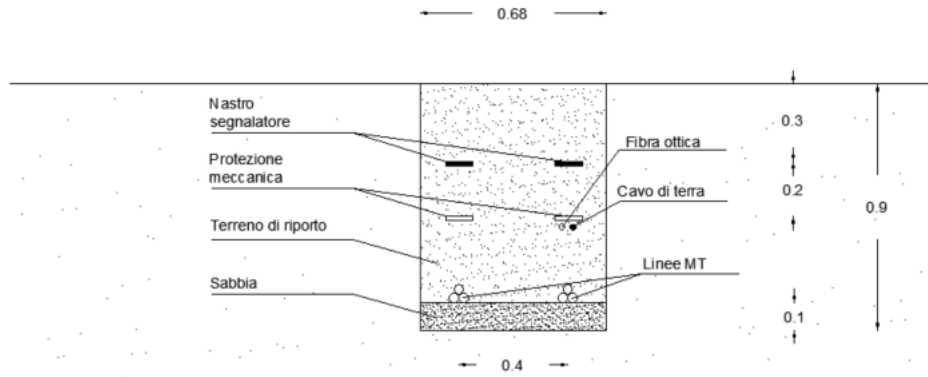 0.68
Nastro
segnalatore
Protezione
meccanica
Terreno di riporto
Sabbia
Fibra ottica
Cavo di terra
Linee MT
0.3
0.2
0.9
0.1
0.4